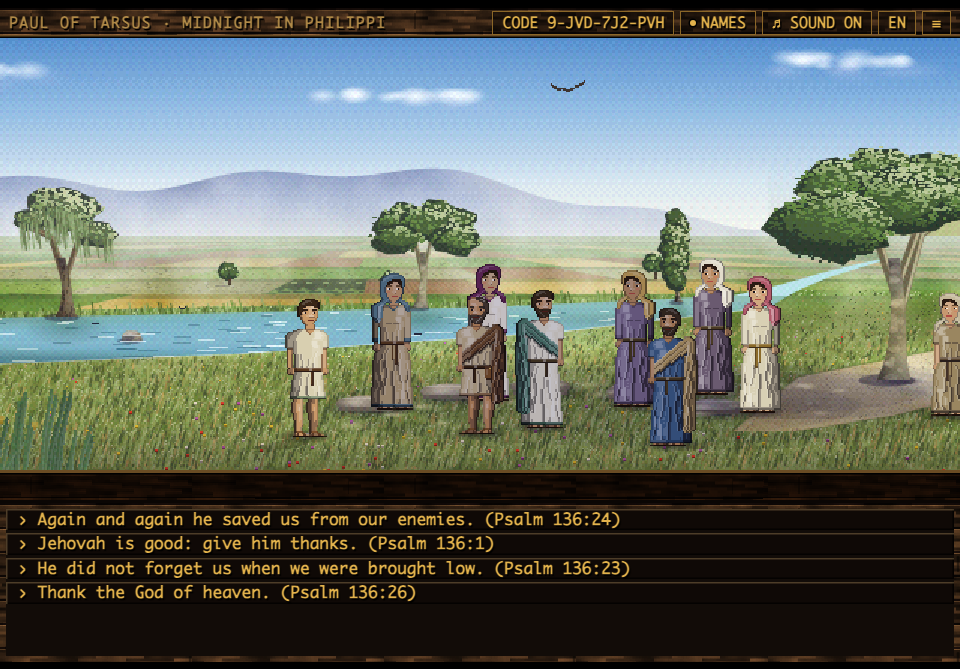 PAUL OF TARSUS · MIDNIGHT IN PHILIPPI
CODE 9-JVD-7J2-PVH
• NAMES
♬ SOUND ON
EN
≡
› Again and again he saved us from our enemies. (Psalm 136:24)
› Jehovah is good: give him thanks. (Psalm 136:1)
› He did not forget us when we were brought low. (Psalm 136:23)
› Thank the God of heaven. (Psalm 136:26)